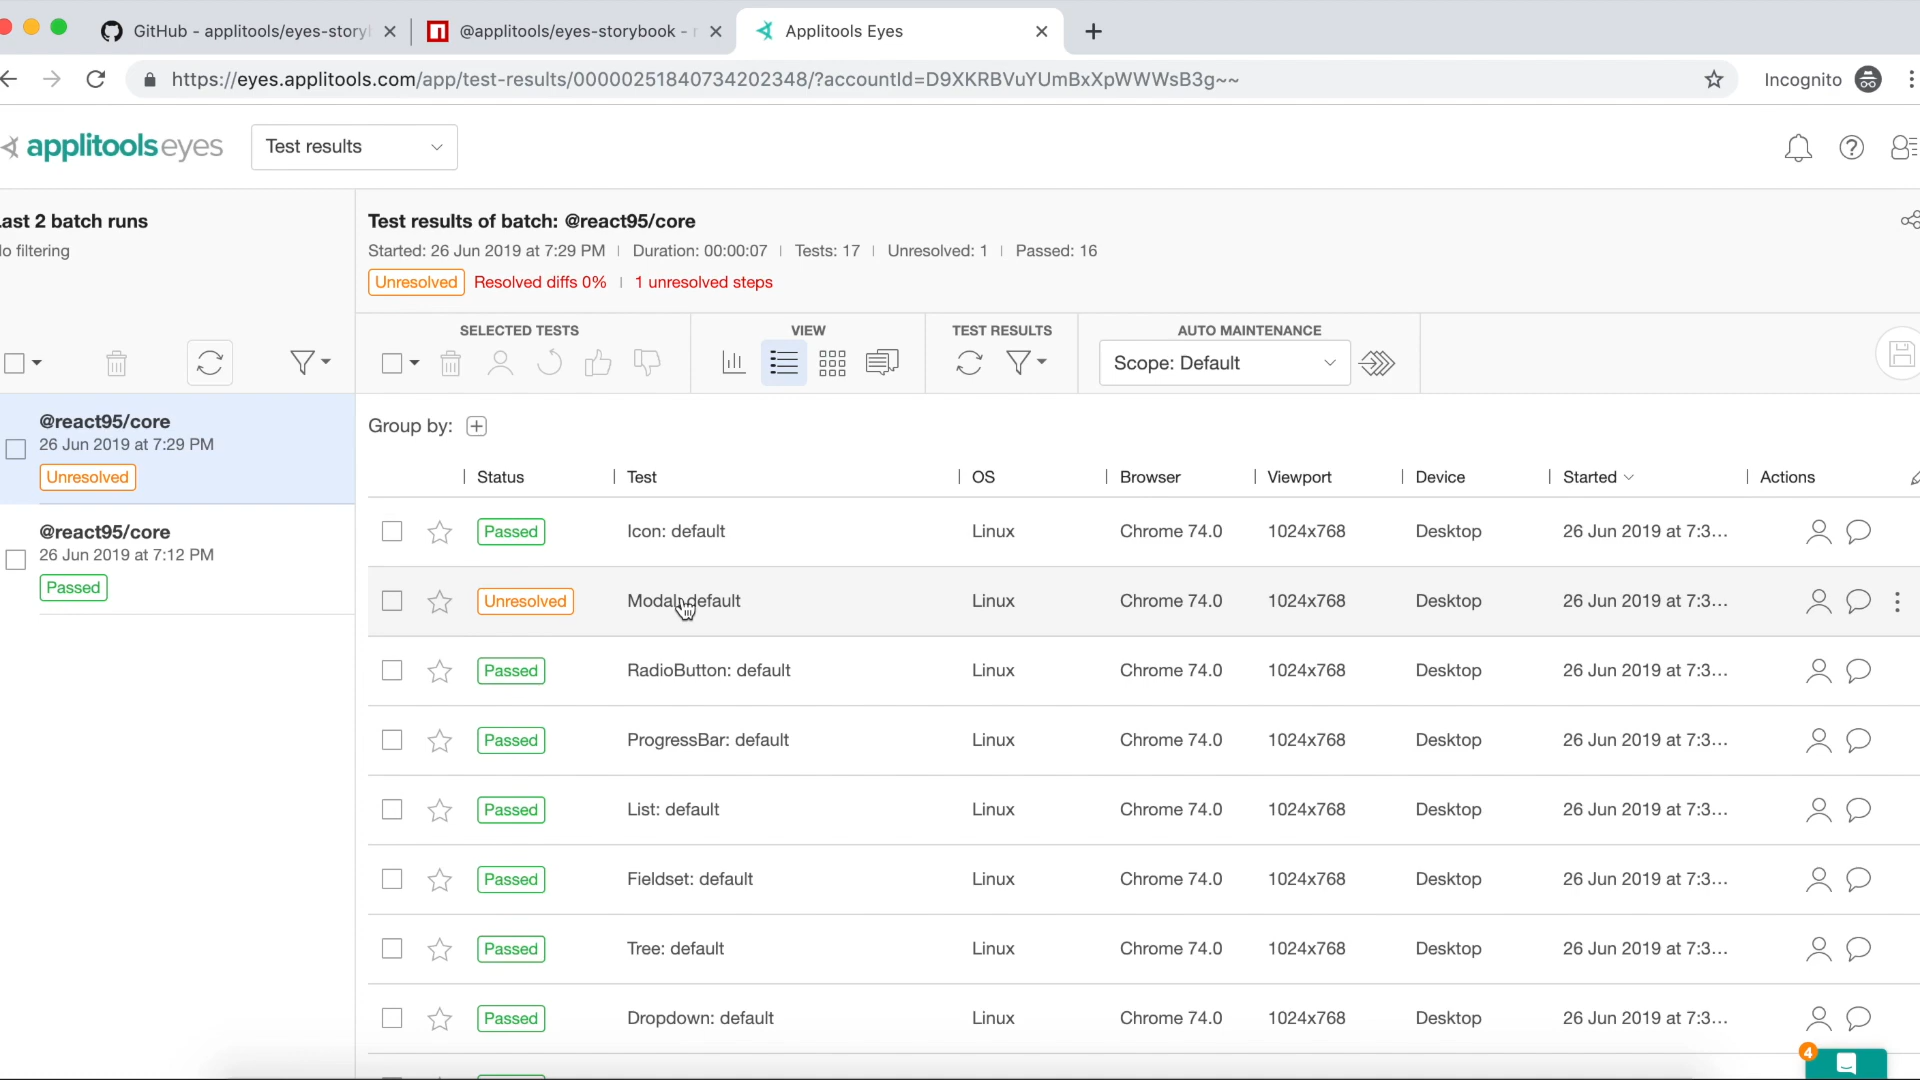 GitHub - applitools/eyes-storyl
@applitools/eyes-storybook -
Applitools Eyes
https://eyes.applitools.com/app/test-results/00000251840734202348/?accountId=D9XKRBVuYUmBxXpWWWsB3g~~
Incognito
applitools eyes
Test results
ast 2 batch runs
o filtering
Test results of batch: @react95/core
Started: 26 Jun 2019 at 7:29 PM | Duration: 00:00:07 | Tests: 17 | Unresolved: 1 | Passed: 16
Unresolved Resolved diffs 0% | 1 unresolved steps
SELECTED TESTS VIEW TEST RESULTS AUTO MAINTENANCE
Scope: Default
@react95/core
26 Jun 2019 at 7:29 PM
Unresolved
@react95/core
26 Jun 2019 at 7:12 PM
Passed
Group by:
Status Test OS Browser Viewport Device Started Actions
Passed Icon: default Linux Chrome 74.0 1024x768 Desktop 26 Jun 2019 at 7:3...
Unresolved Modal: default Linux Chrome 74.0 1024x768 Desktop 26 Jun 2019 at 7:3...
Passed RadioButton: default Linux Chrome 74.0 1024x768 Desktop 26 Jun 2019 at 7:3...
Passed ProgressBar: default Linux Chrome 74.0 1024x768 Desktop 26 Jun 2019 at 7:3...
Passed List: default Linux Chrome 74.0 1024x768 Desktop 26 Jun 2019 at 7:3...
Passed Fieldset: default Linux Chrome 74.0 1024x768 Desktop 26 Jun 2019 at 7:3...
Passed Tree: default Linux Chrome 74.0 1024x768 Desktop 26 Jun 2019 at 7:3...
Passed Dropdown: default Linux Chrome 74.0 1024x768 Desktop 26 Jun 2019 at 7:3...
4